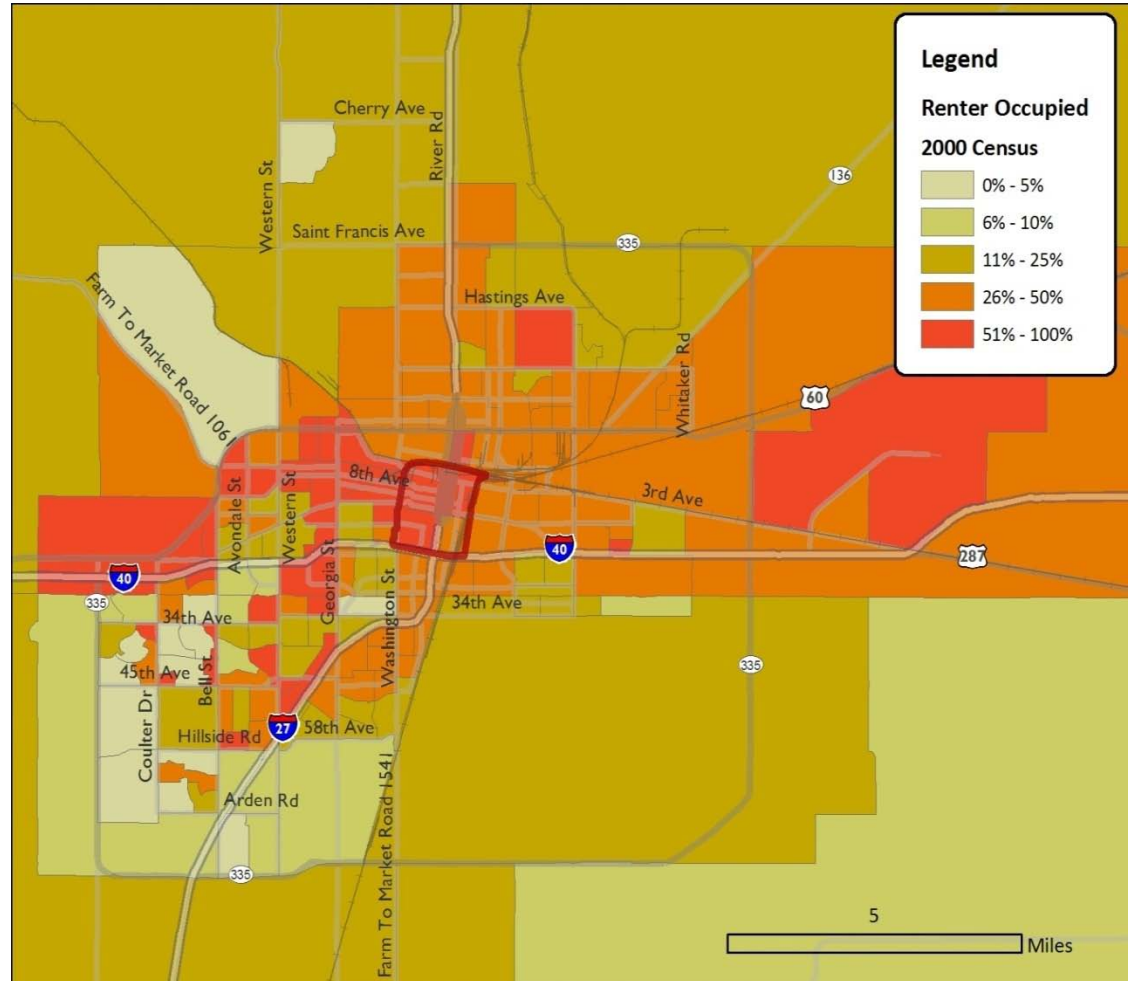 Legend
Renter Occupied
2000 Census
0% - 5%
6% - 10%
11% - 25%
26% - 50%
51% - 100%
Cherry Ave
River Rd
Western St
136
Saint Francis Ave
335
Farm To Market Road 1061
Hastings Ave
Whitaker Rd
60
8th Ave
Avondale St
Western St
3rd Ave
Georgia St
40
40
287
335
34th Ave
34th Ave
Washington St
45th Ave
Bell St
335
Coulter Dr
27
58th Ave
Hillside Rd
Arden Rd
Farm To Market Road 1541
335
5
Miles